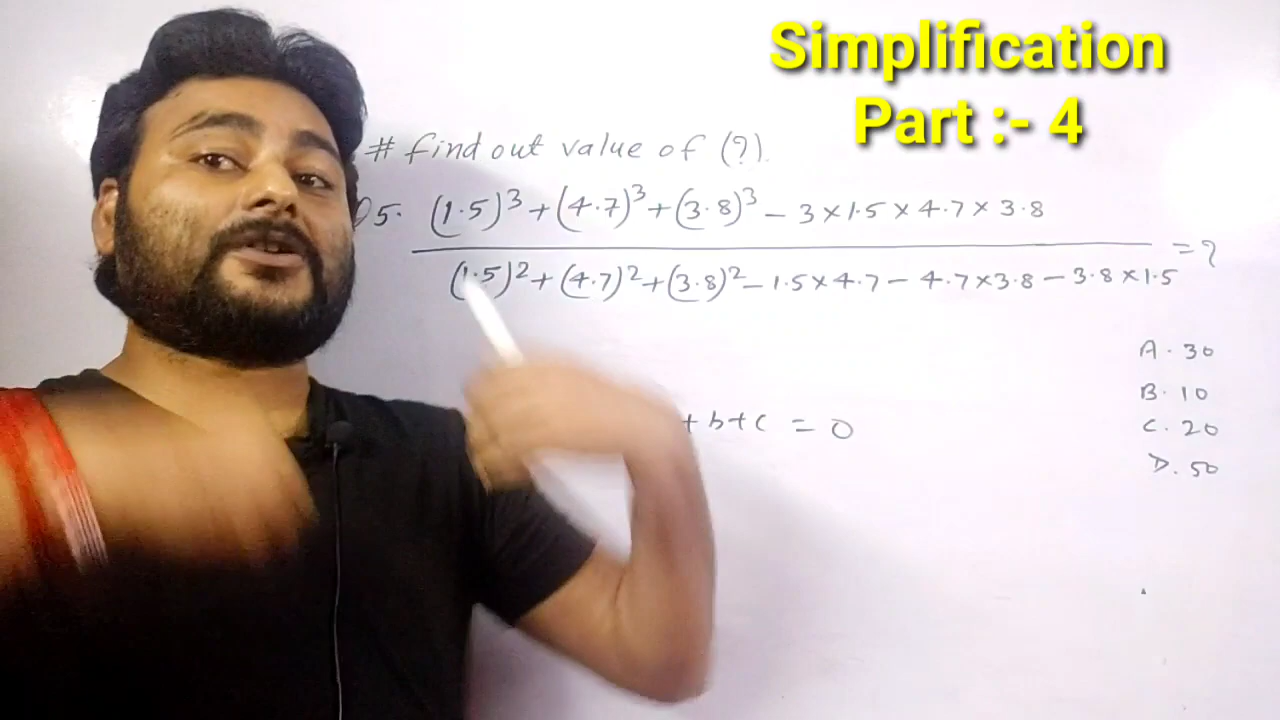 Simplification
Part :- 4
# find out value of (?).
5. (1.5)³ + (4.7)³ + (3.8)³ - 3 × 1.5 × 4.7 × 3.8
(1.5)² + (4.7)² + (3.8)² - 1.5 × 4.7 - 4.7 × 3.8 - 3.8 × 1.5
= ?
A. 30
B. 10
C. 20
D. 50
+ b + c = 0